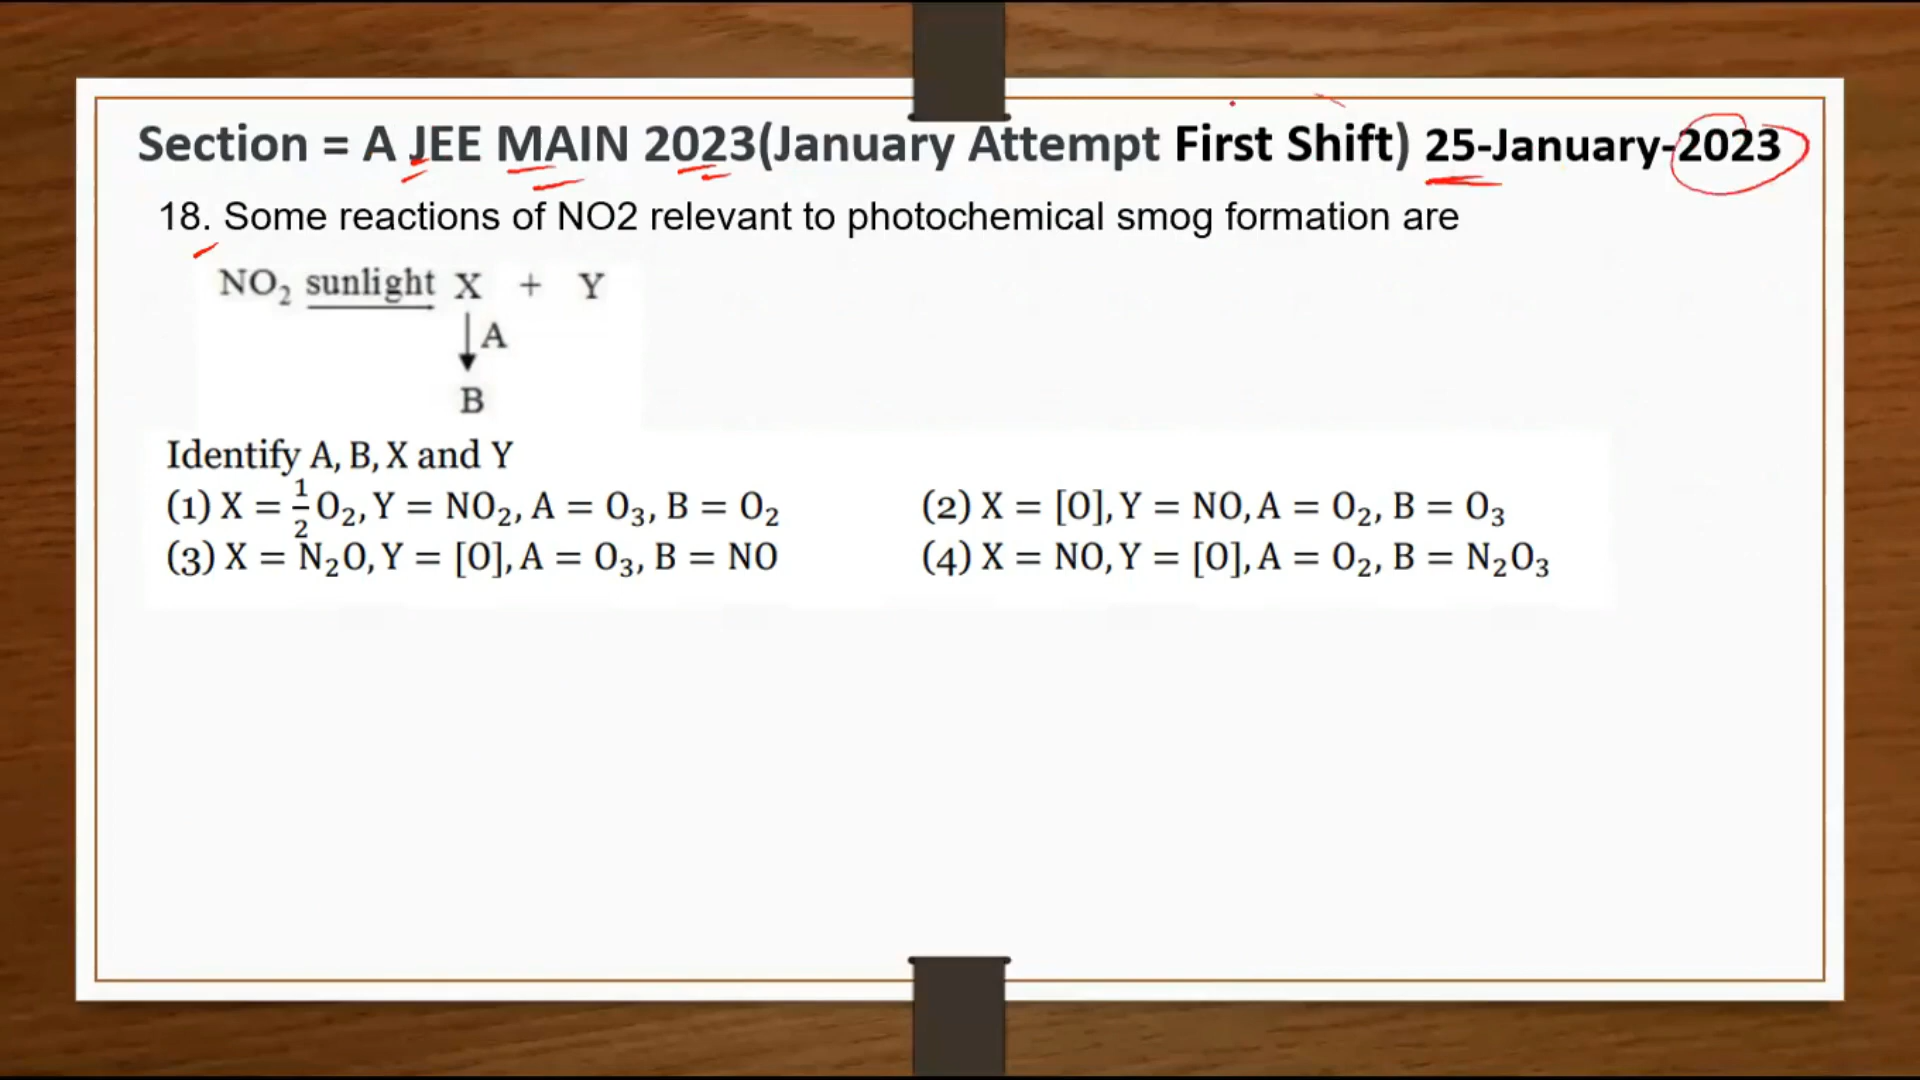 Section = A JEE MAIN 2023(January Attempt First Shift) 25-January-2023
18. Some reactions of NO2 relevant to photochemical smog formation are
NO₂ sunlight X + Y
A
B
Identify A, B, X and Y
(1) X = ½O₂, Y = NO₂, A = O₃, B = O₂ (2) X = [O], Y = NO, A = O₂, B = O₃
(3) X = N₂O, Y = [O], A = O₃, B = NO (4) X = NO, Y = [O], A = O₂, B = N₂O₃